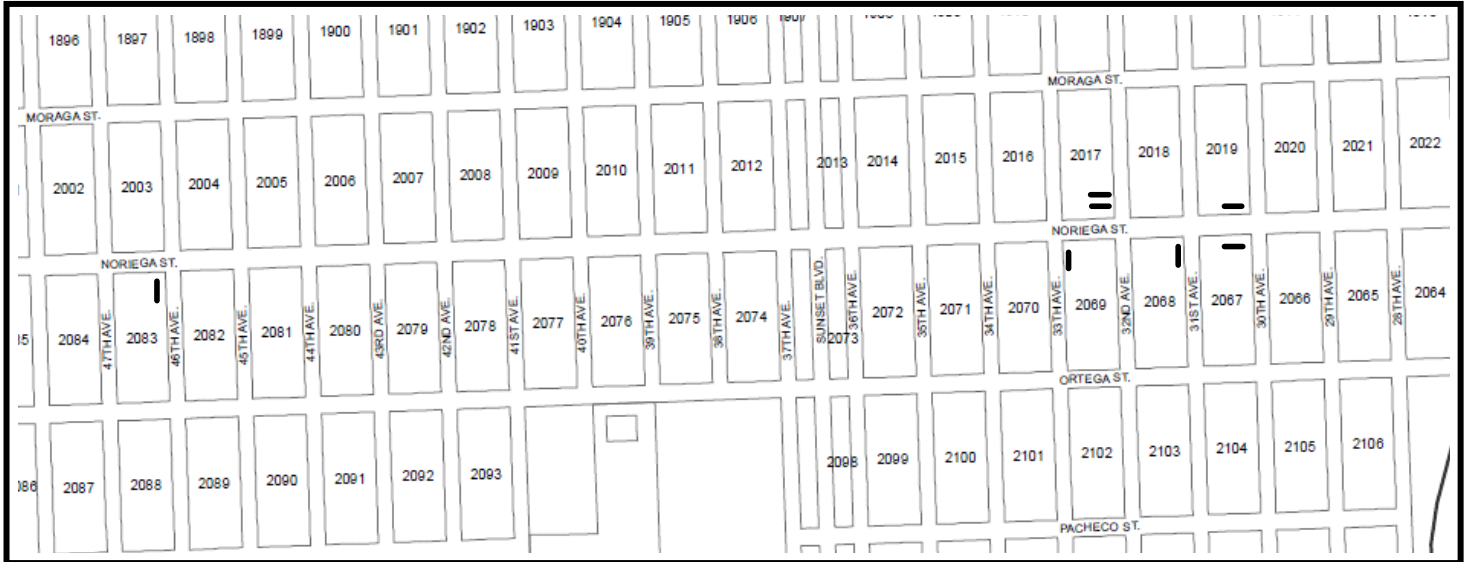 1896 1897 1898 1899 1900 1901 1902 1903 1904 1905 1906
MORAGA ST.
MORAGA ST.
2002 2003 2004 2005 2006 2007 2008 2009 2010 2011 2012 2013 2014 2015 2016 2017 2018 2019 2020 2021 2022
NORIEGA ST.
NORIEGA ST.
2084 2083 2082 2081 2080 2079 2078 2077 2076 2075 2074 2073 2072 2071 2070 2069 2068 2067 2066 2065 2064
47TH AVE.
46TH AVE.
45TH AVE.
44TH AVE.
43RD AVE.
42ND AVE.
41ST AVE.
40TH AVE.
39TH AVE.
38TH AVE.
37TH AVE.
SUNSET BLVD.
36TH AVE.
35TH AVE.
34TH AVE.
33TH AVE.
32ND AVE.
31ST AVE.
30TH AVE.
29TH AVE.
28TH AVE.
ORTEGA ST.
2087 2088 2089 2090 2091 2092 2093 2098 2099 2100 2101 2102 2103 2104 2105 2106
PACHECO ST.